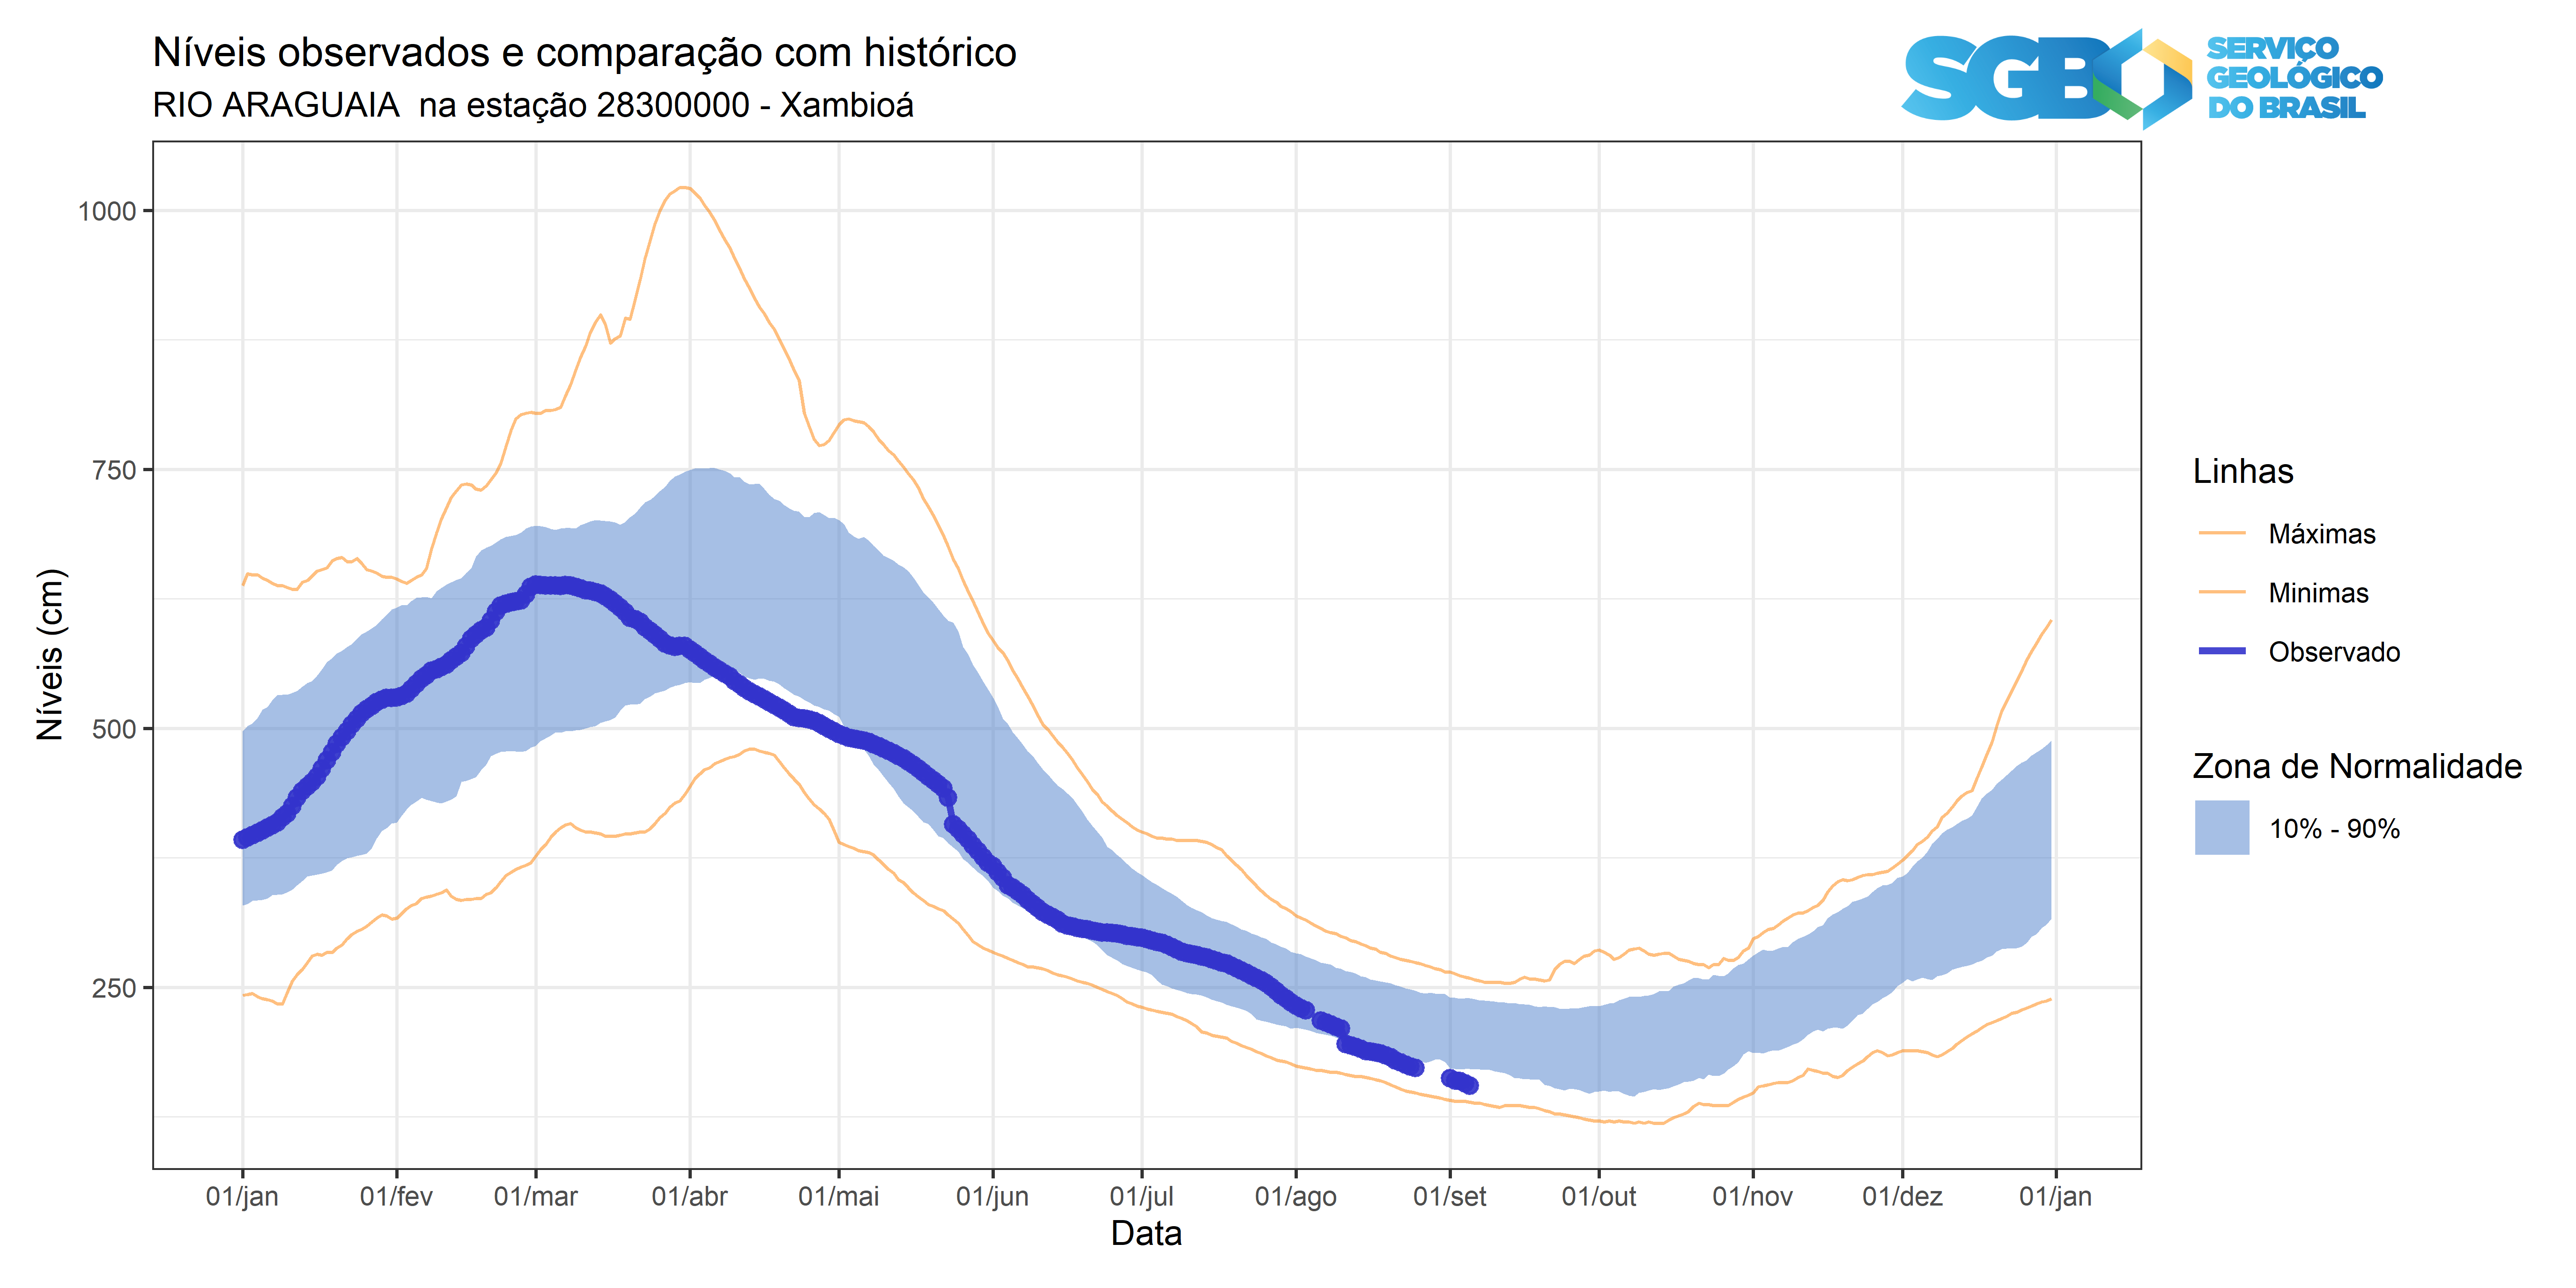 Níveis observados e comparação com histórico
RIO ARAGUAIA  na estação 28300000 - Xambioá
SGB
SERVIÇO
GEOLÓGICO
DO BRASIL
Níveis (cm)
1000
750
500
250
01/jan
01/fev
01/mar
01/abr
01/mai
01/jun
01/jul
01/ago
01/set
01/out
01/nov
01/dez
01/jan
Data
Linhas
Máximas
Minimas
Observado
Zona de Normalidade
10% - 90%